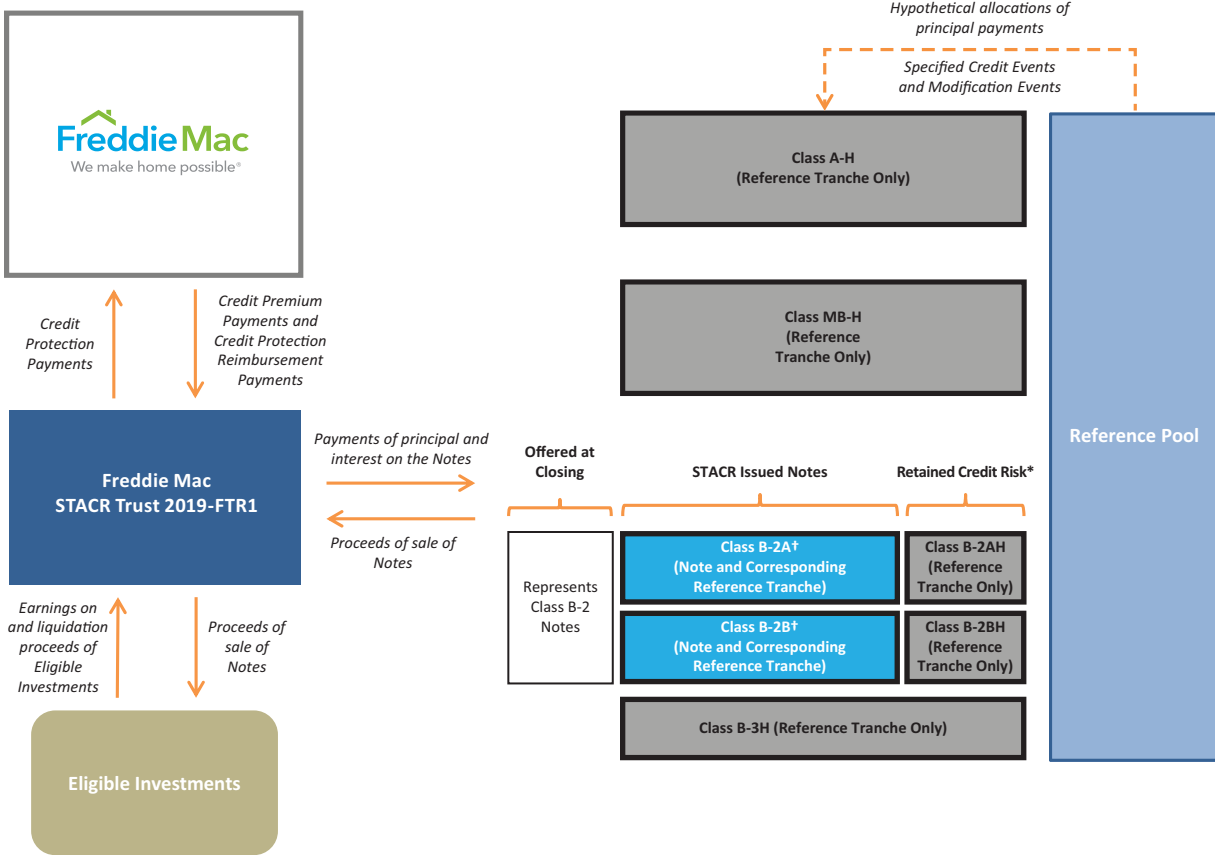 Freddie Mac
We make home possible®
Hypothetical allocations of
principal payments
Specified Credit Events
and Modification Events
Class A-H
(Reference Tranche Only)
Class MB-H
(Reference
Tranche Only)
Reference Pool
Credit
Protection
Payments
Credit Premium
Payments and
Credit Protection
Reimbursement
Payments
Freddie Mac
STACR Trust 2019-FTR1
Payments of principal and
interest on the Notes
Proceeds of sale of
Notes
Offered at
Closing
STACR Issued Notes
Retained Credit Risk*
Represents
Class B-2
Notes
Class B-2A†
(Note and Corresponding
Reference Tranche)
Class B-2AH
(Reference
Tranche Only)
Class B-2B†
(Note and Corresponding
Reference Tranche)
Class B-2BH
(Reference
Tranche Only)
Class B-3H (Reference Tranche Only)
Earnings on
and liquidation
proceeds of
Eligible
Investments
Proceeds of
sale of
Notes
Eligible Investments